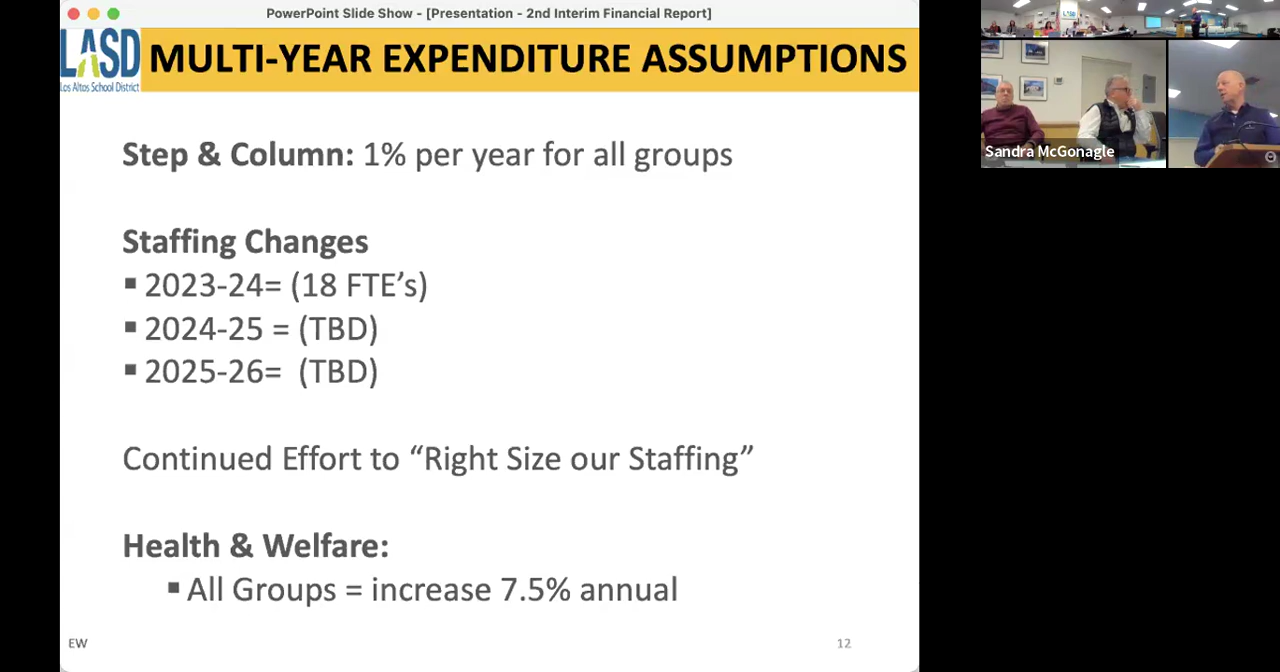 PowerPoint Slide Show - [Presentation - 2nd Interim Financial Report]
LASD
Los Altos School District
MULTI-YEAR EXPENDITURE ASSUMPTIONS
Step & Column: 1% per year for all groups
Staffing Changes
▪ 2023-24= (18 FTE’s)
▪ 2024-25 = (TBD)
▪ 2025-26=  (TBD)
Continued Effort to “Right Size our Staffing”
Health & Welfare:
▪ All Groups = increase 7.5% annual
EW
12
Sandra McGonagle